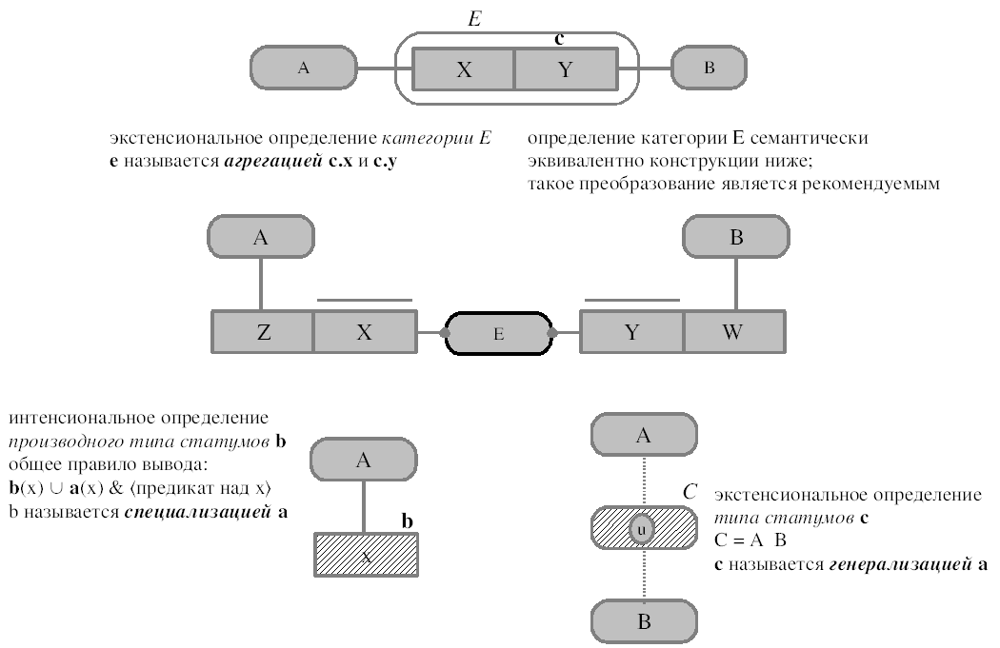 E
c
A
X
Y
B
экстенсиональное определение категории E
e называется агрегацией c.x и c.y
определение категории E семантически
эквивалентно конструкции ниже;
такое преобразование является рекомендуемым
A
B
Z
X
E
Y
W
интенсиональное определение
производного типа статумов b
общее правило вывода:
b(x) ∪ a(x) & ⟨предикат над x⟩
b называется специализацией a
A
b
x
A
C
u
B
экстенсиональное определение
типа статумов c
C = A B
c называется генерализацией a